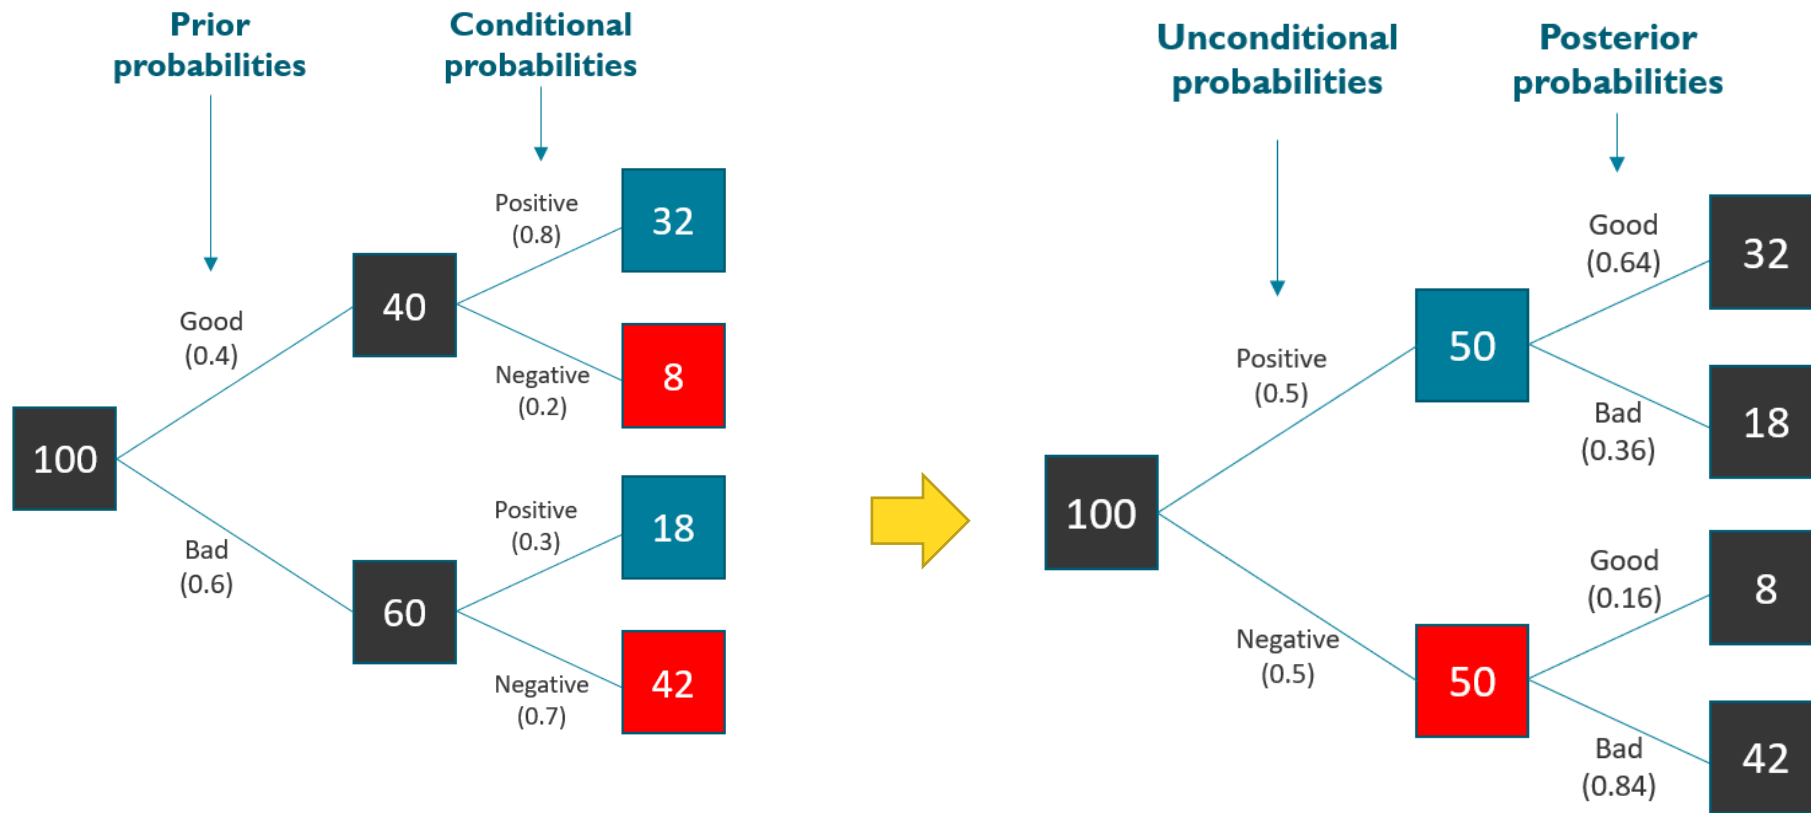 Prior
probabilities
Conditional
probabilities
100
Good
(0.4)
Bad
(0.6)
40
60
Positive
(0.8)
Negative
(0.2)
Positive
(0.3)
Negative
(0.7)
32
8
18
42
Unconditional
probabilities
Posterior
probabilities
100
Positive
(0.5)
Negative
(0.5)
50
50
Good
(0.64)
Bad
(0.36)
Good
(0.16)
Bad
(0.84)
32
18
8
42